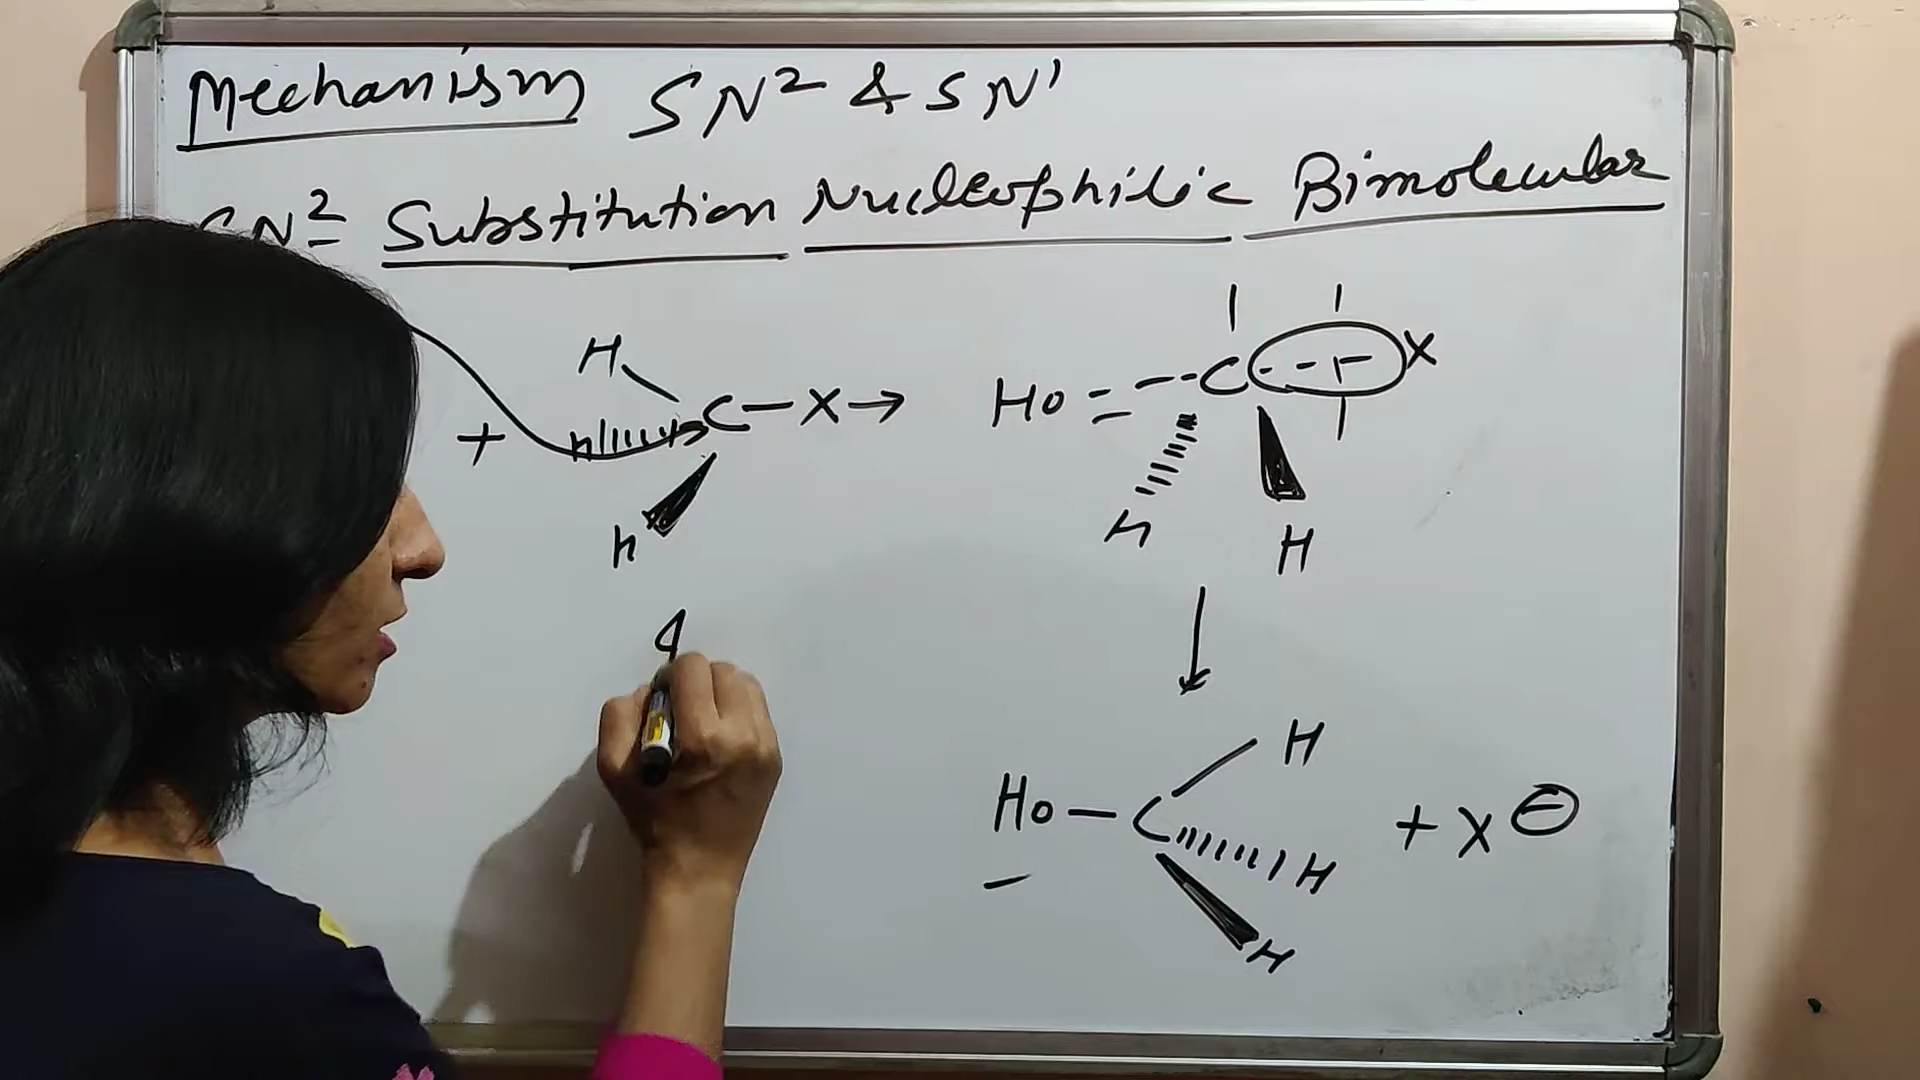 Mechanism SN² & SN¹
SN² Substitution Nucleophilic Bimolecular
H
+ H C — X → Ho C X
h
H H
Ho — C H + X ⊖
H
H